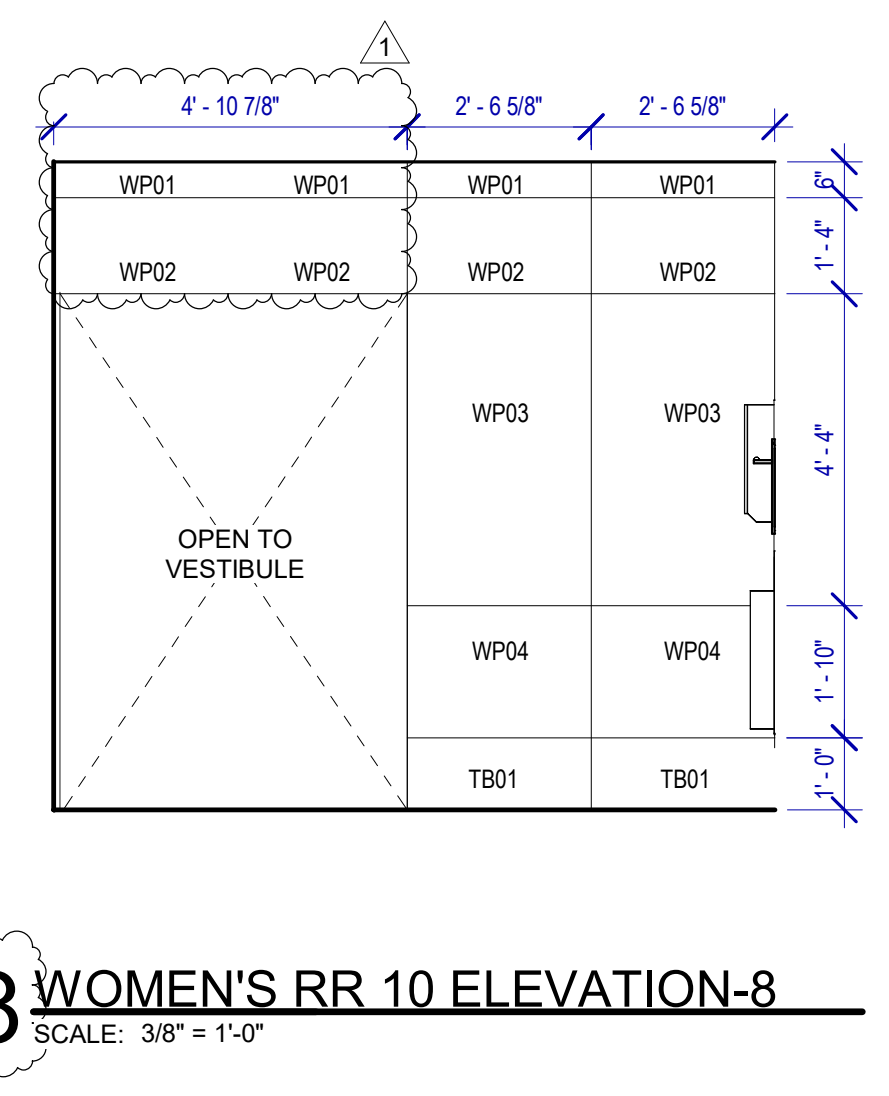 1
4' - 10 7/8" 2' - 6 5/8" 2' - 6 5/8"
WP01 WP01 WP01 WP01 6"
WP02 WP02 WP02 WP02 1' - 4"
WP03 WP03 4' - 4"
OPEN TO
VESTIBULE
WP04 WP04 1' - 10"
TB01 TB01 1' - 0"
WOMEN'S RR 10 ELEVATION-8
SCALE: 3/8" = 1'-0"